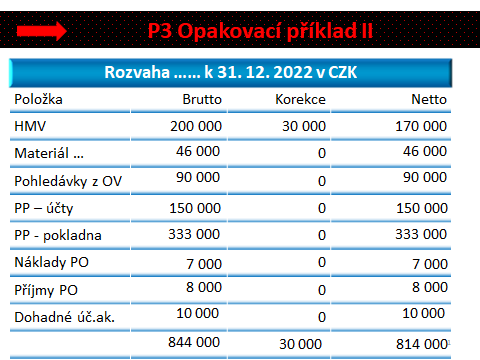 P3 Opakovací příklad II
Rozvaha ...... k 31. 12. 2022 v CZK
Položka Brutto Korekce Netto
HMV 200 000 30 000 170 000
Materiál ... 46 000 0 46 000
Pohledávky z OV 90 000 0 90 000
PP – účty 150 000 0 150 000
PP - pokladna 333 000 0 333 000
Náklady PO 7 000 0 7 000
Příjmy PO 8 000 0 8 000
Dohadné úč.ak. 10 000 0 10 000
844 000 30 000 814 000